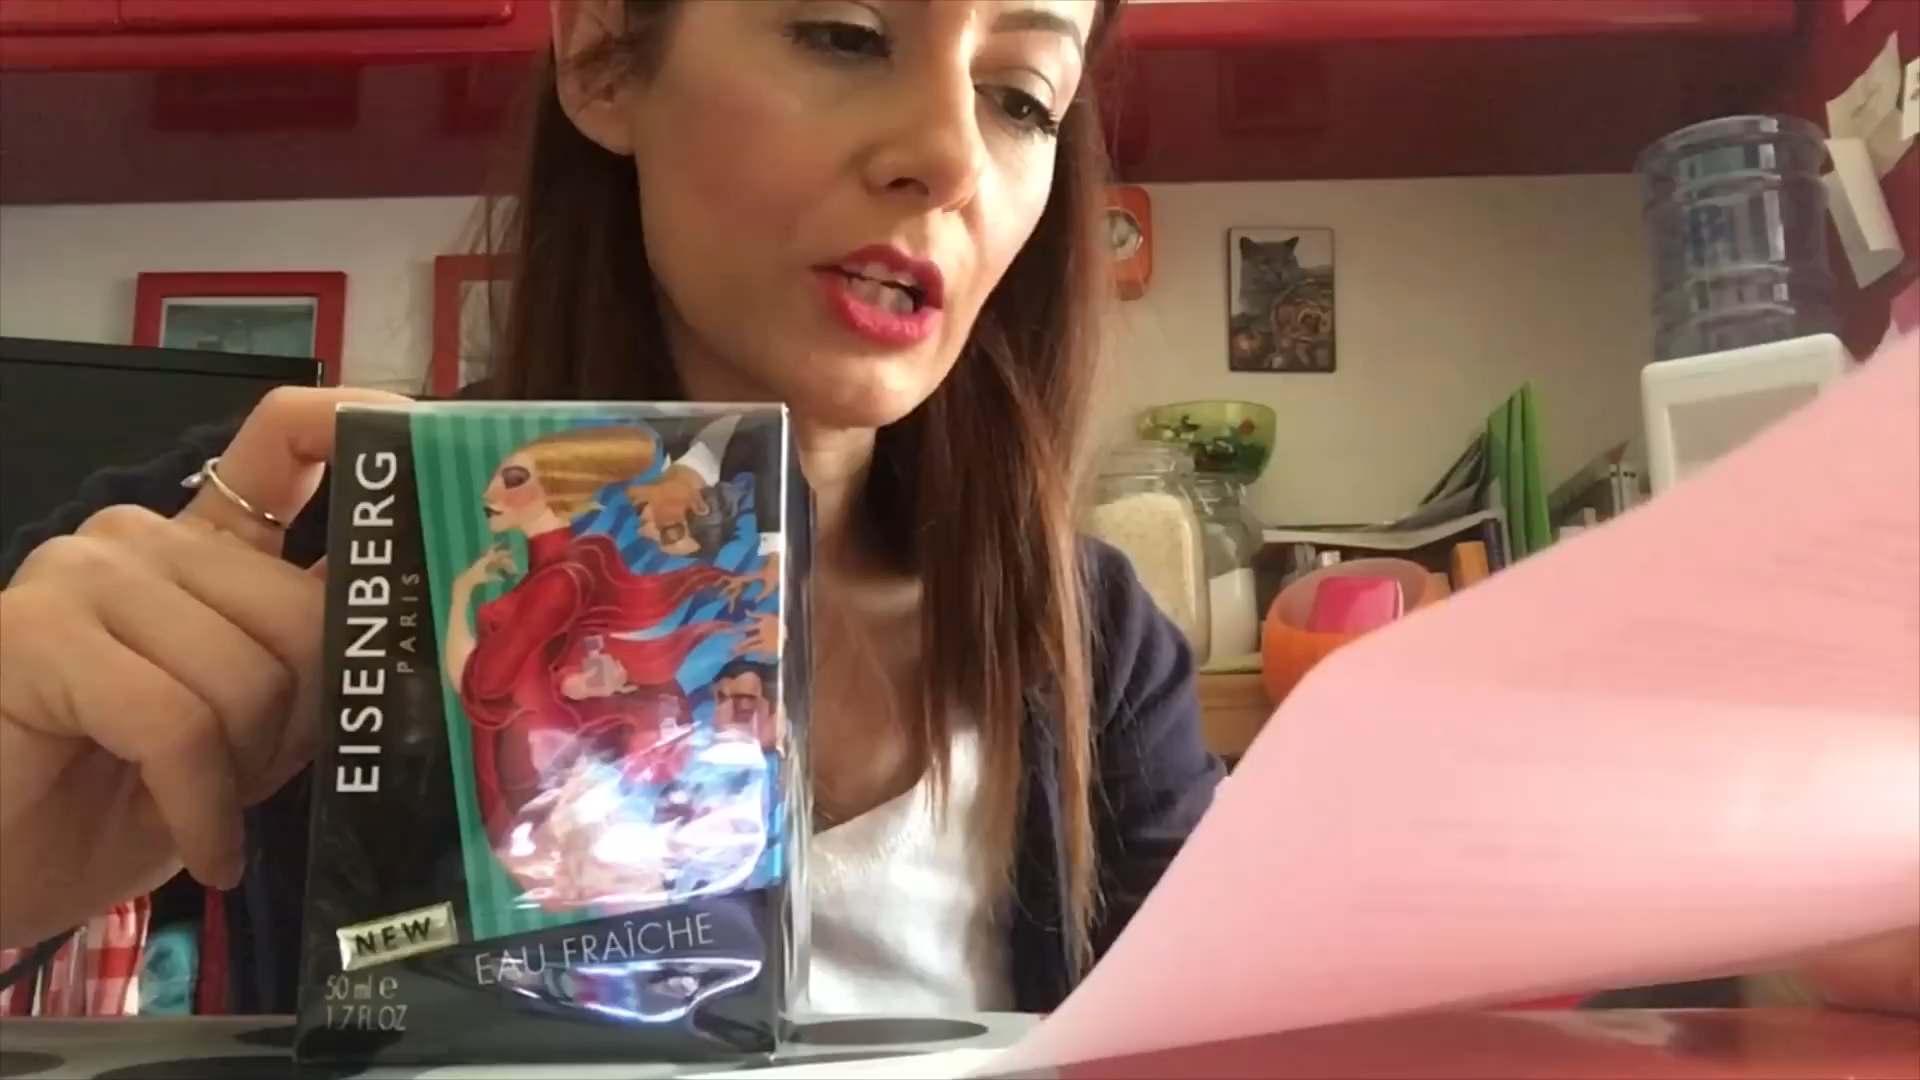 EISENBERG
PARIS
NEW
EAU FRAÎCHE
50 ml e
1.7 FL.OZ